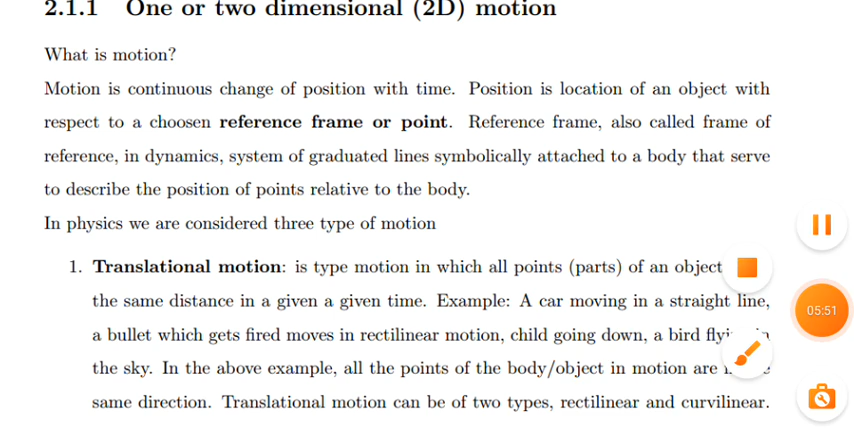 2.1.1 One or two dimensional (2D) motion
What is motion?
Motion is continuous change of position with time. Position is location of an object with
respect to a choosen reference frame or point. Reference frame, also called frame of
reference, in dynamics, system of graduated lines symbolically attached to a body that serve
to describe the position of points relative to the body.
In physics we are considered three type of motion
1. Translational motion: is type motion in which all points (parts) of an object
the same distance in a given a given time. Example: A car moving in a straight line,
a bullet which gets fired moves in rectilinear motion, child going down, a bird
the sky. In the above example, all the points of the body/object in motion are
same direction. Translational motion can be of two types, rectilinear and curvilinear.
05:51